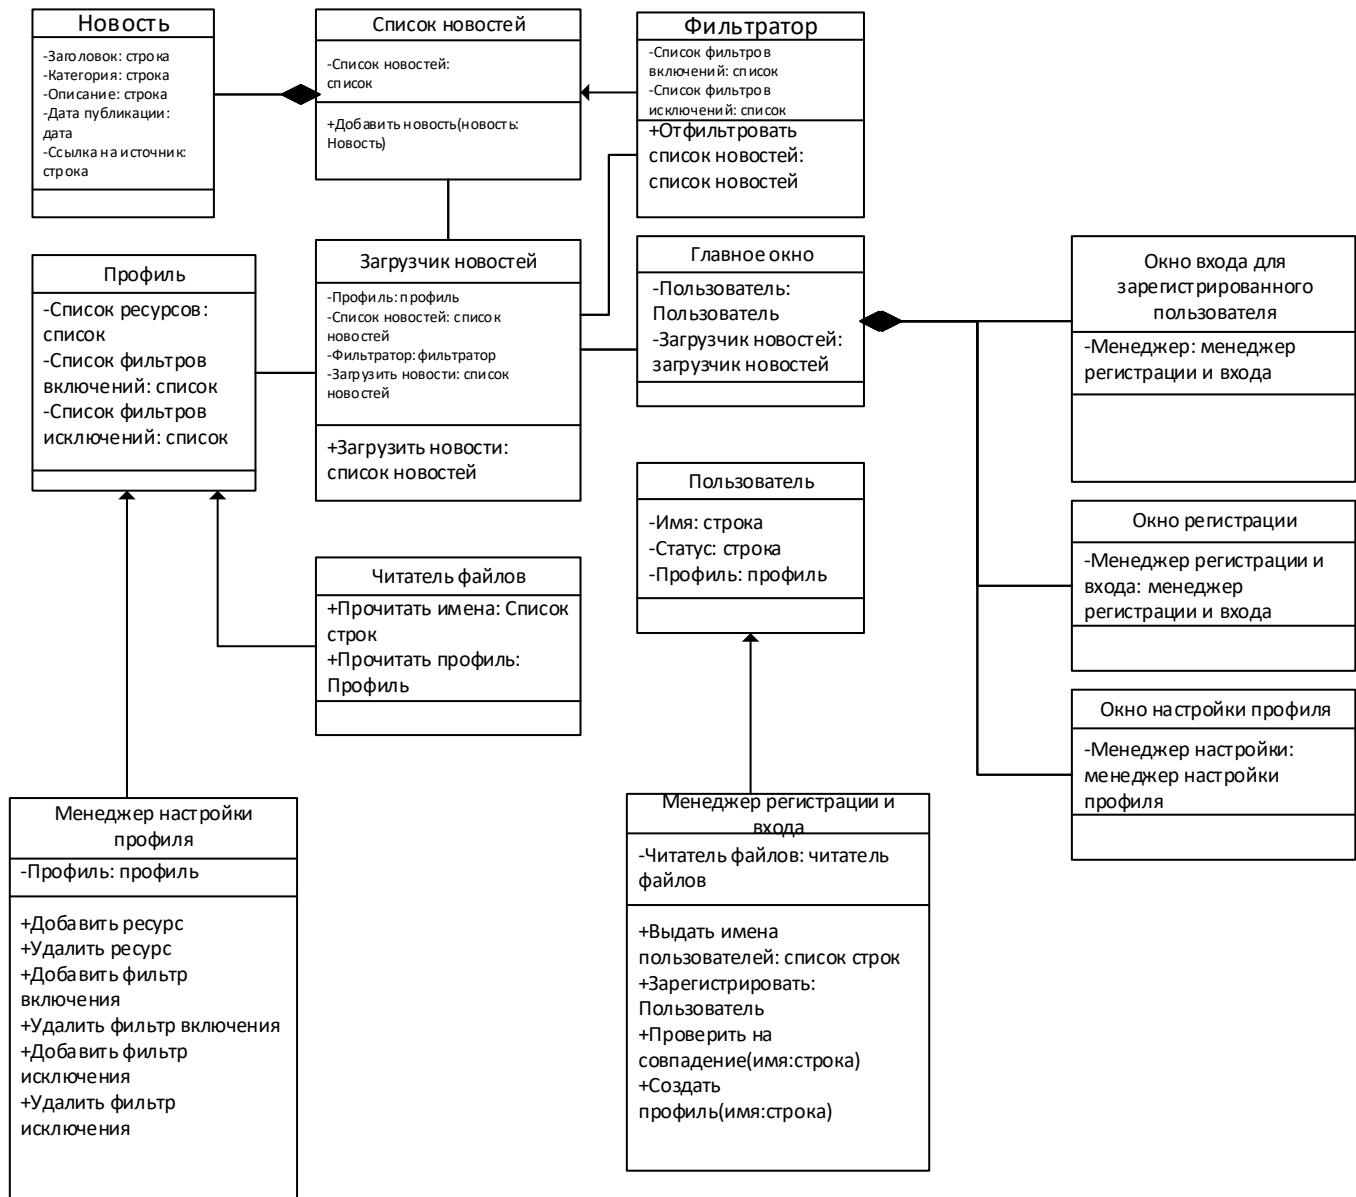 Новость
-Заголовок: строка
-Категория: строка
-Описание: строка
-Дата публикации:
дата
-Ссылка на источник:
строка
Список новостей
-Список новостей:
список
+Добавить новость(новость:
Новость)
Фильтратор
-Список фильтров
включений: список
-Список фильтров
исключений: список
+Отфильтровать
список новостей:
список новостей
Профиль
-Список ресурсов:
список
-Список фильтров
включений: список
-Список фильтров
исключений: список
Загрузчик новостей
-Профиль: профиль
-Список новостей: список
новостей
-Фильтратор: фильтратор
-Загрузить новости: список
новостей
+Загрузить новости:
список новостей
Главное окно
-Пользователь:
Пользователь
-Загрузчик новостей:
загрузчик новостей
Окно входа для
зарегистрированного
пользователя
-Менеджер: менеджер
регистрации и входа
Пользователь
-Имя: строка
-Статус: строка
-Профиль: профиль
Окно регистрации
-Менеджер регистрации и
входа: менеджер
регистрации и входа
Читатель файлов
+Прочитать имена: Список
строк
+Прочитать профиль:
Профиль
Окно настройки профиля
-Менеджер настройки:
менеджер настройки
профиля
Менеджер настройки
профиля
-Профиль: профиль
+Добавить ресурс
+Удалить ресурс
+Добавить фильтр
включения
+Удалить фильтр включения
+Добавить фильтр
исключения
+Удалить фильтр
исключения
Менеджер регистрации и
входа
-Читатель файлов: читатель
файлов
+Выдать имена
пользователей: список строк
+Зарегистрировать:
Пользователь
+Проверить на
совпадение(имя:строка)
+Создать
профиль(имя:строка)